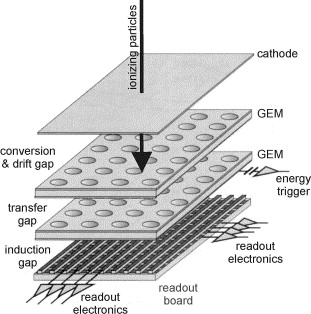 ionizing particles
cathode
GEM
conversion
& drift gap
GEM
energy
trigger
transfer
gap
induction
gap
readout
electronics
readout
electronics
readout
board